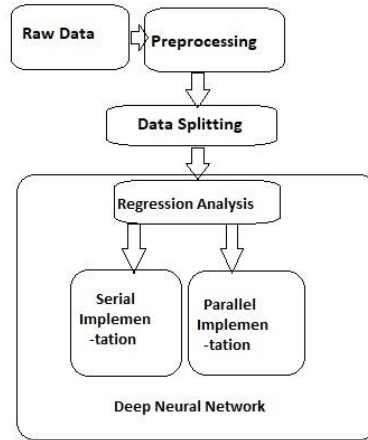 Raw Data
Preprocessing
Data Splitting
Regression Analysis
Serial
Implemen
-tation
Parallel
Implemen
-tation
Deep Neural Network